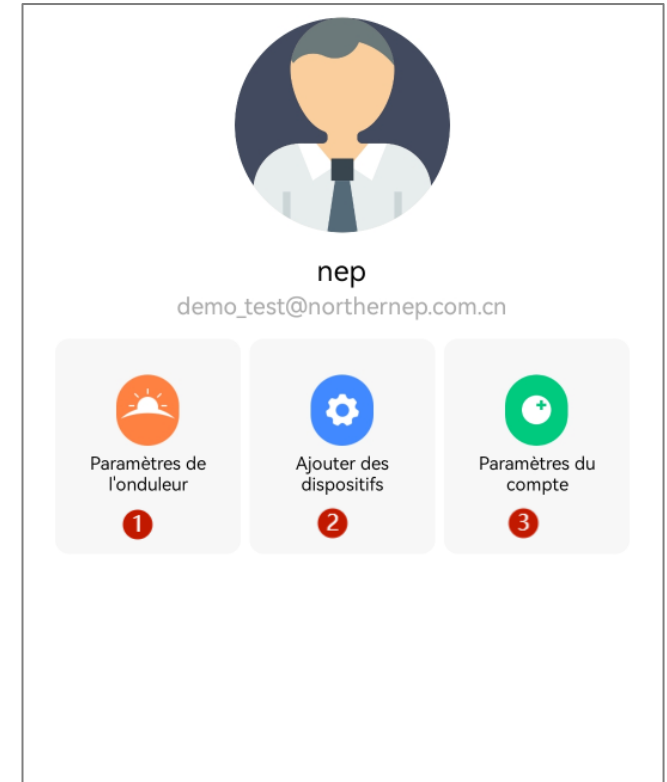 nep
demo_test@northernep.com.cn
Paramètres de
l'onduleur
Ajouter des
dispositifs
Paramètres du
compte
1
2
3